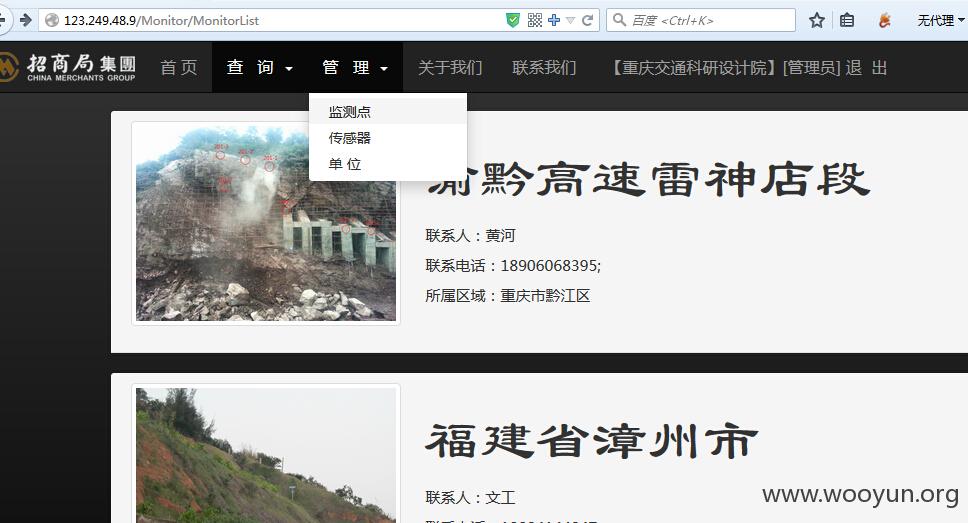 123.249.48.9/Monitor/MonitorList
百度 <Ctrl+K>
无代理
招商局集團
CHINA MERCHANTS GROUP
首 页
查 询
管 理
关于我们
联系我们
【重庆交通科研设计院】[管理员] 退 出
监测点
传感器
单 位
渝黔高速雷神店段
联系人：黄河
联系电话：18906068395;
所属区域：重庆市黔江区
福建省漳州市
联系人：文工
www.wooyun.org